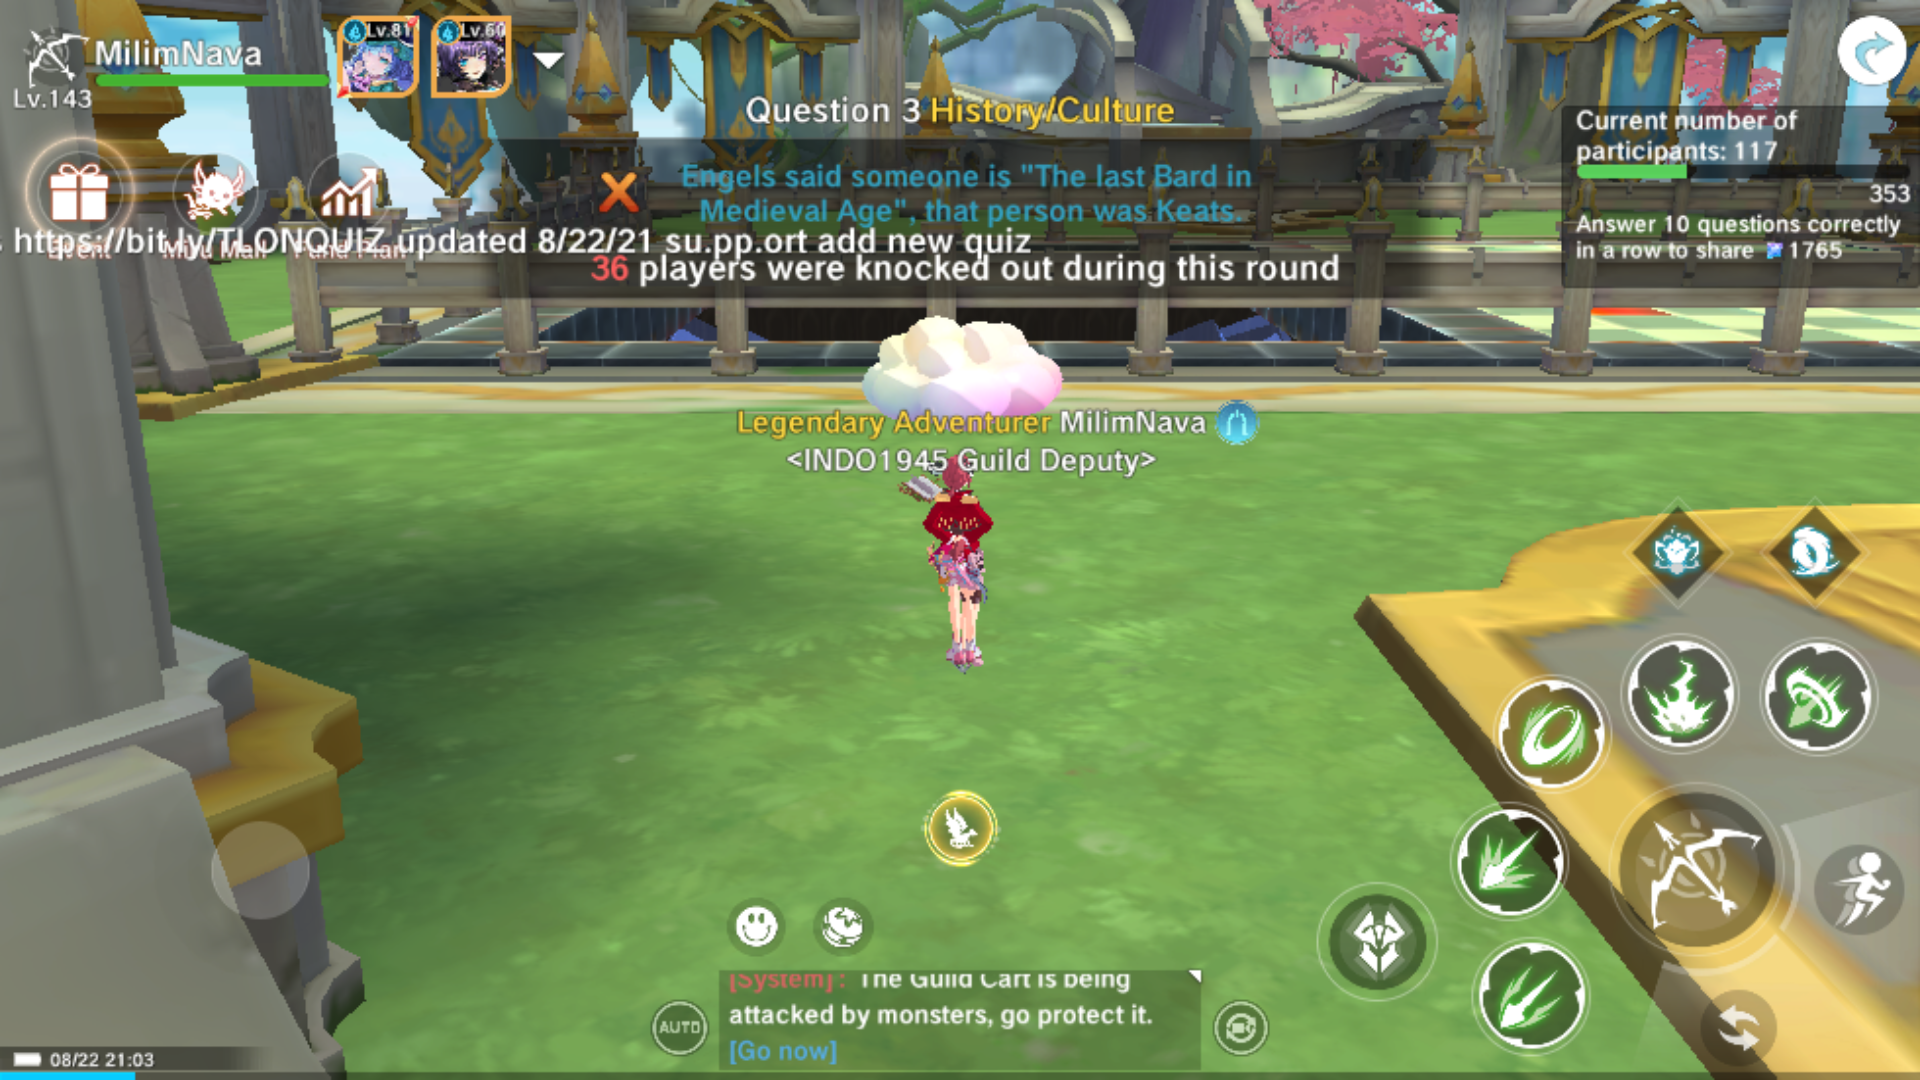 MilimNava
Lv.143
Lv.81
Lv.60
Question 3 History/Culture
Engels said someone is "The last Bard in
Medieval Age", that person was Keats.
https://bit.ly/TLONQUIZ updated 8/22/21 su.pp.ort add new quiz
Event
Mall
36 players were knocked out during this round
Current number of
participants: 117
353
Answer 10 questions correctly
in a row to share 1765
Legendary Adventurer MilimNava
<INDO1945 Guild Deputy>
[System]: The Guild Cart is being
attacked by monsters, go protect it.
[Go now]
AUTO
08/22 21:03